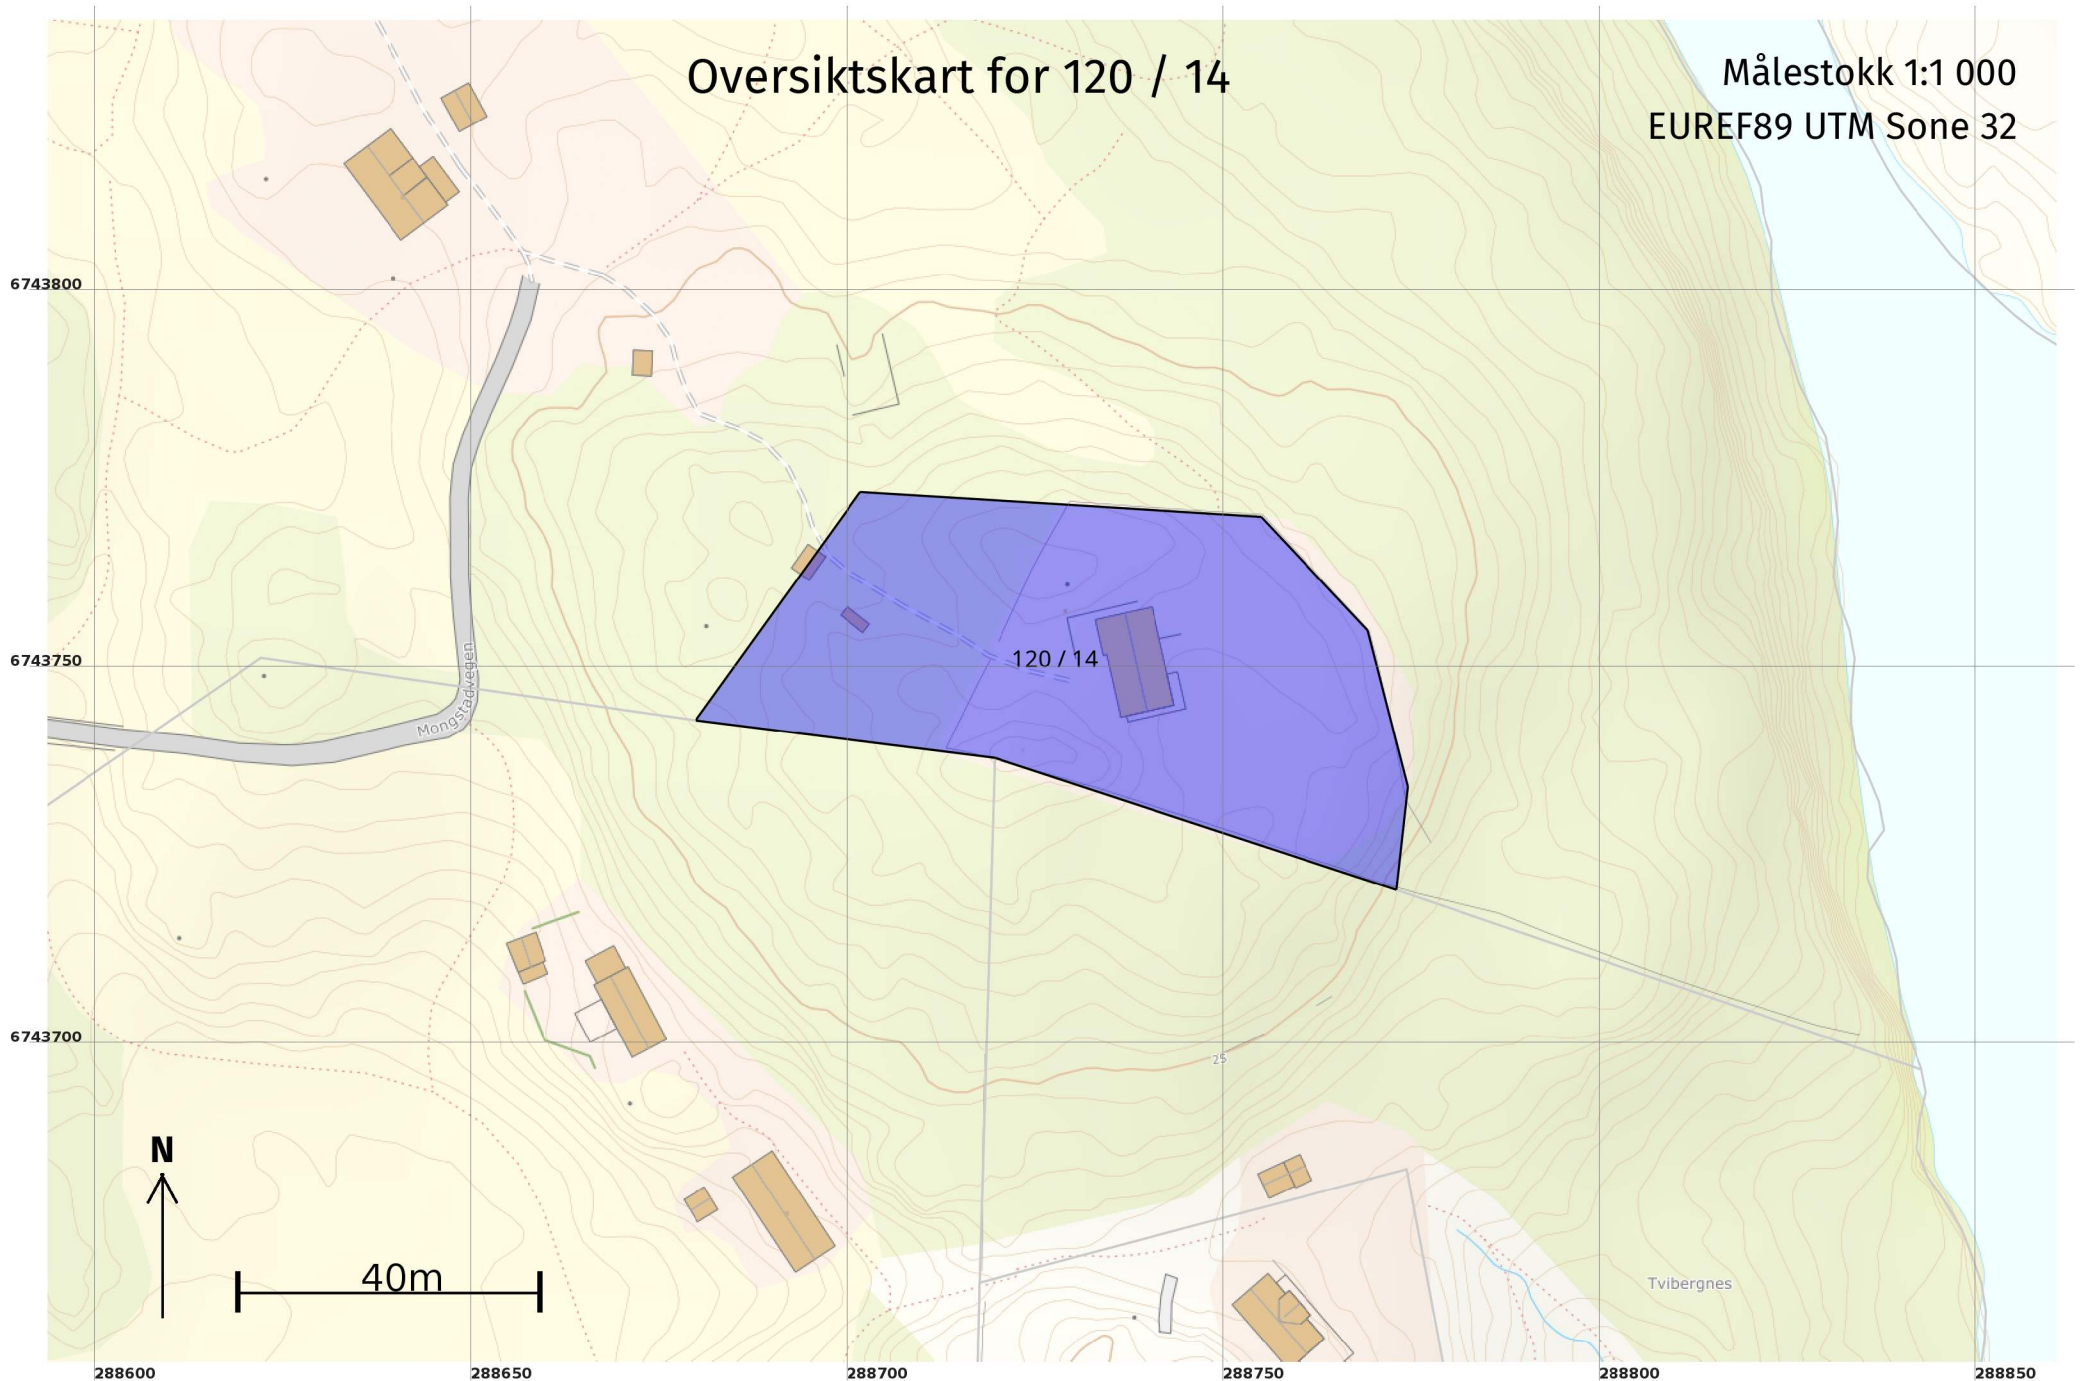 Oversiktskart for 120 / 14
Målestokk 1:1 000
EUREF89 UTM Sone 32
6743800
6743750
120 / 14
Mongstadvegen
6743700
25
N
40m
Tvibergnes
288600
288650
288700
288750
288800
288850